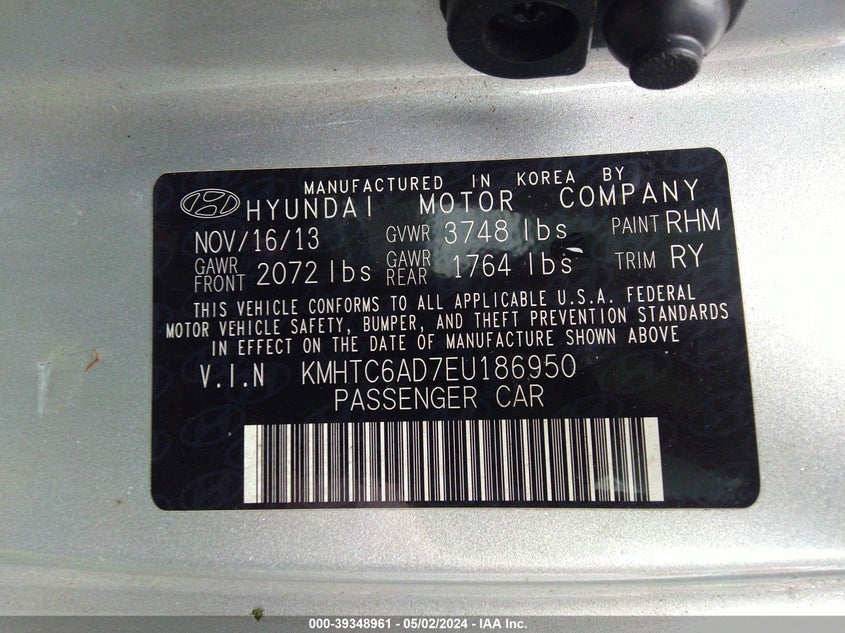 MANUFACTURED IN KOREA BY
HYUNDAI MOTOR COMPANY
NOV/16/13 GVWR 3748 lbs PAINT RHM
GAWR FRONT 2072 lbs GAWR REAR 1764 lbs TRIM RY
THIS VEHICLE CONFORMS TO ALL APPLICABLE U.S.A. FEDERAL
MOTOR VEHICLE SAFETY, BUMPER, AND THEFT PREVENTION STANDARDS
IN EFFECT ON THE DATE OF MANUFACTURE SHOWN ABOVE
V.I.N KMHTC6AD7EU186950
PASSENGER CAR
000-39348961 - 05/02/2024 - IAA Inc.